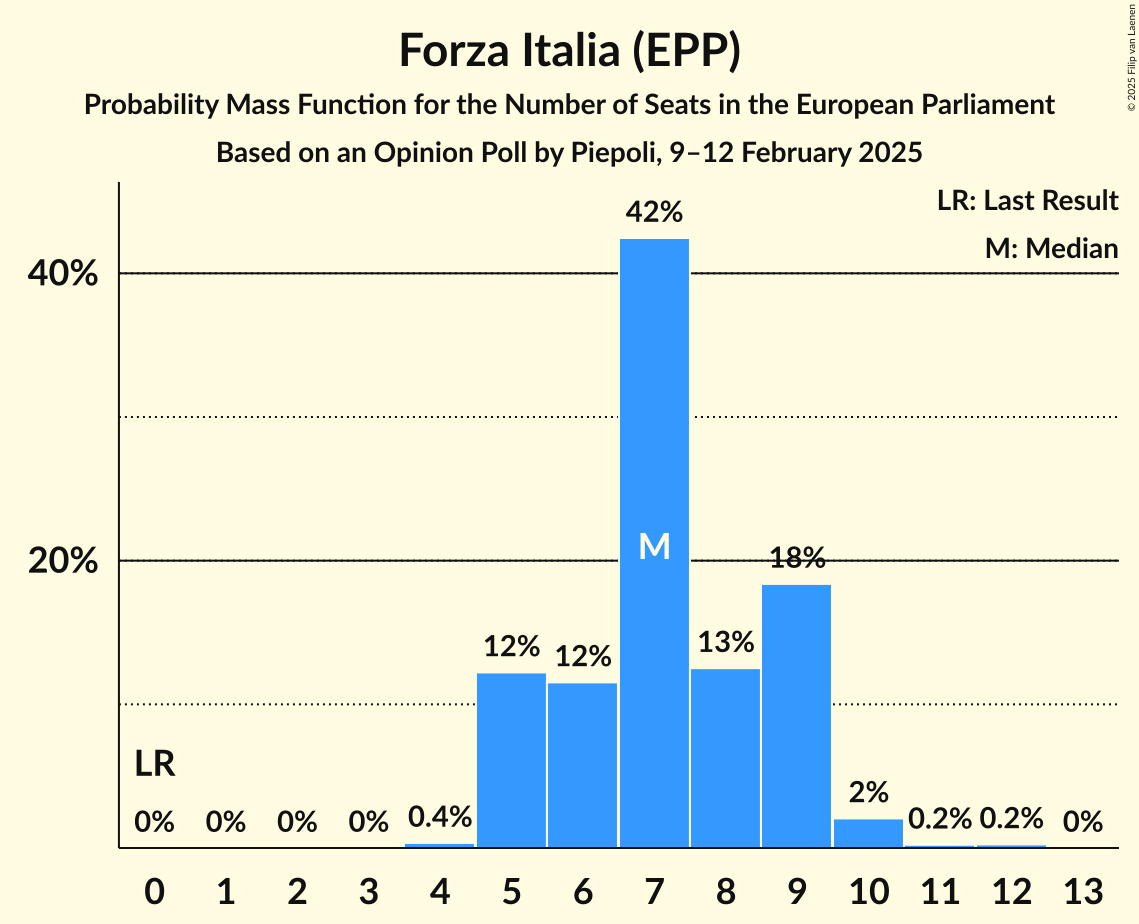 Forza Italia (EPP)
Probability Mass Function for the Number of Seats in the European Parliament
Based on an Opinion Poll by Piepoli, 9–12 February 2025
© 2025 Filip van Laenen
LR: Last Result
M: Median
40%
20%
42%
M
18%
12%
12%
13%
LR
0%
0%
0%
0%
0.4%
2%
0.2%
0.2%
0%
0 1 2 3 4 5 6 7 8 9 10 11 12 13